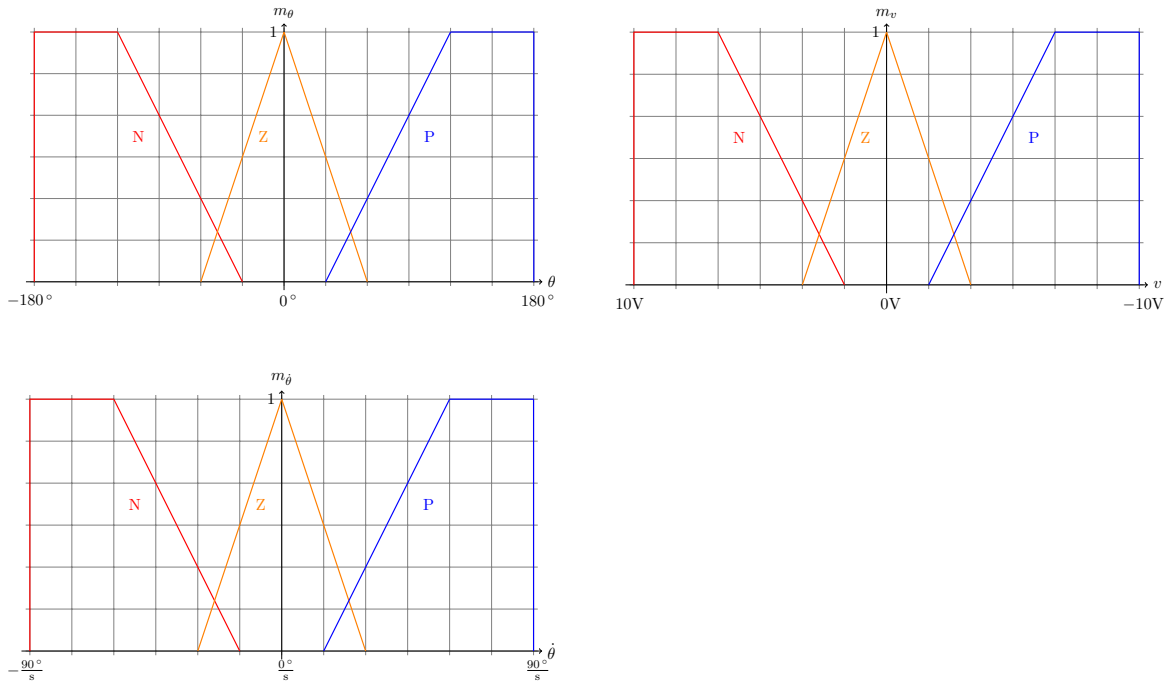 m_θ
1
N Z P
θ
−180° 0° 180°
m_v
1
N Z P
v
10V 0V −10V
m_θ̇
1
N Z P
θ̇
−90°/s 0°/s 90°/s